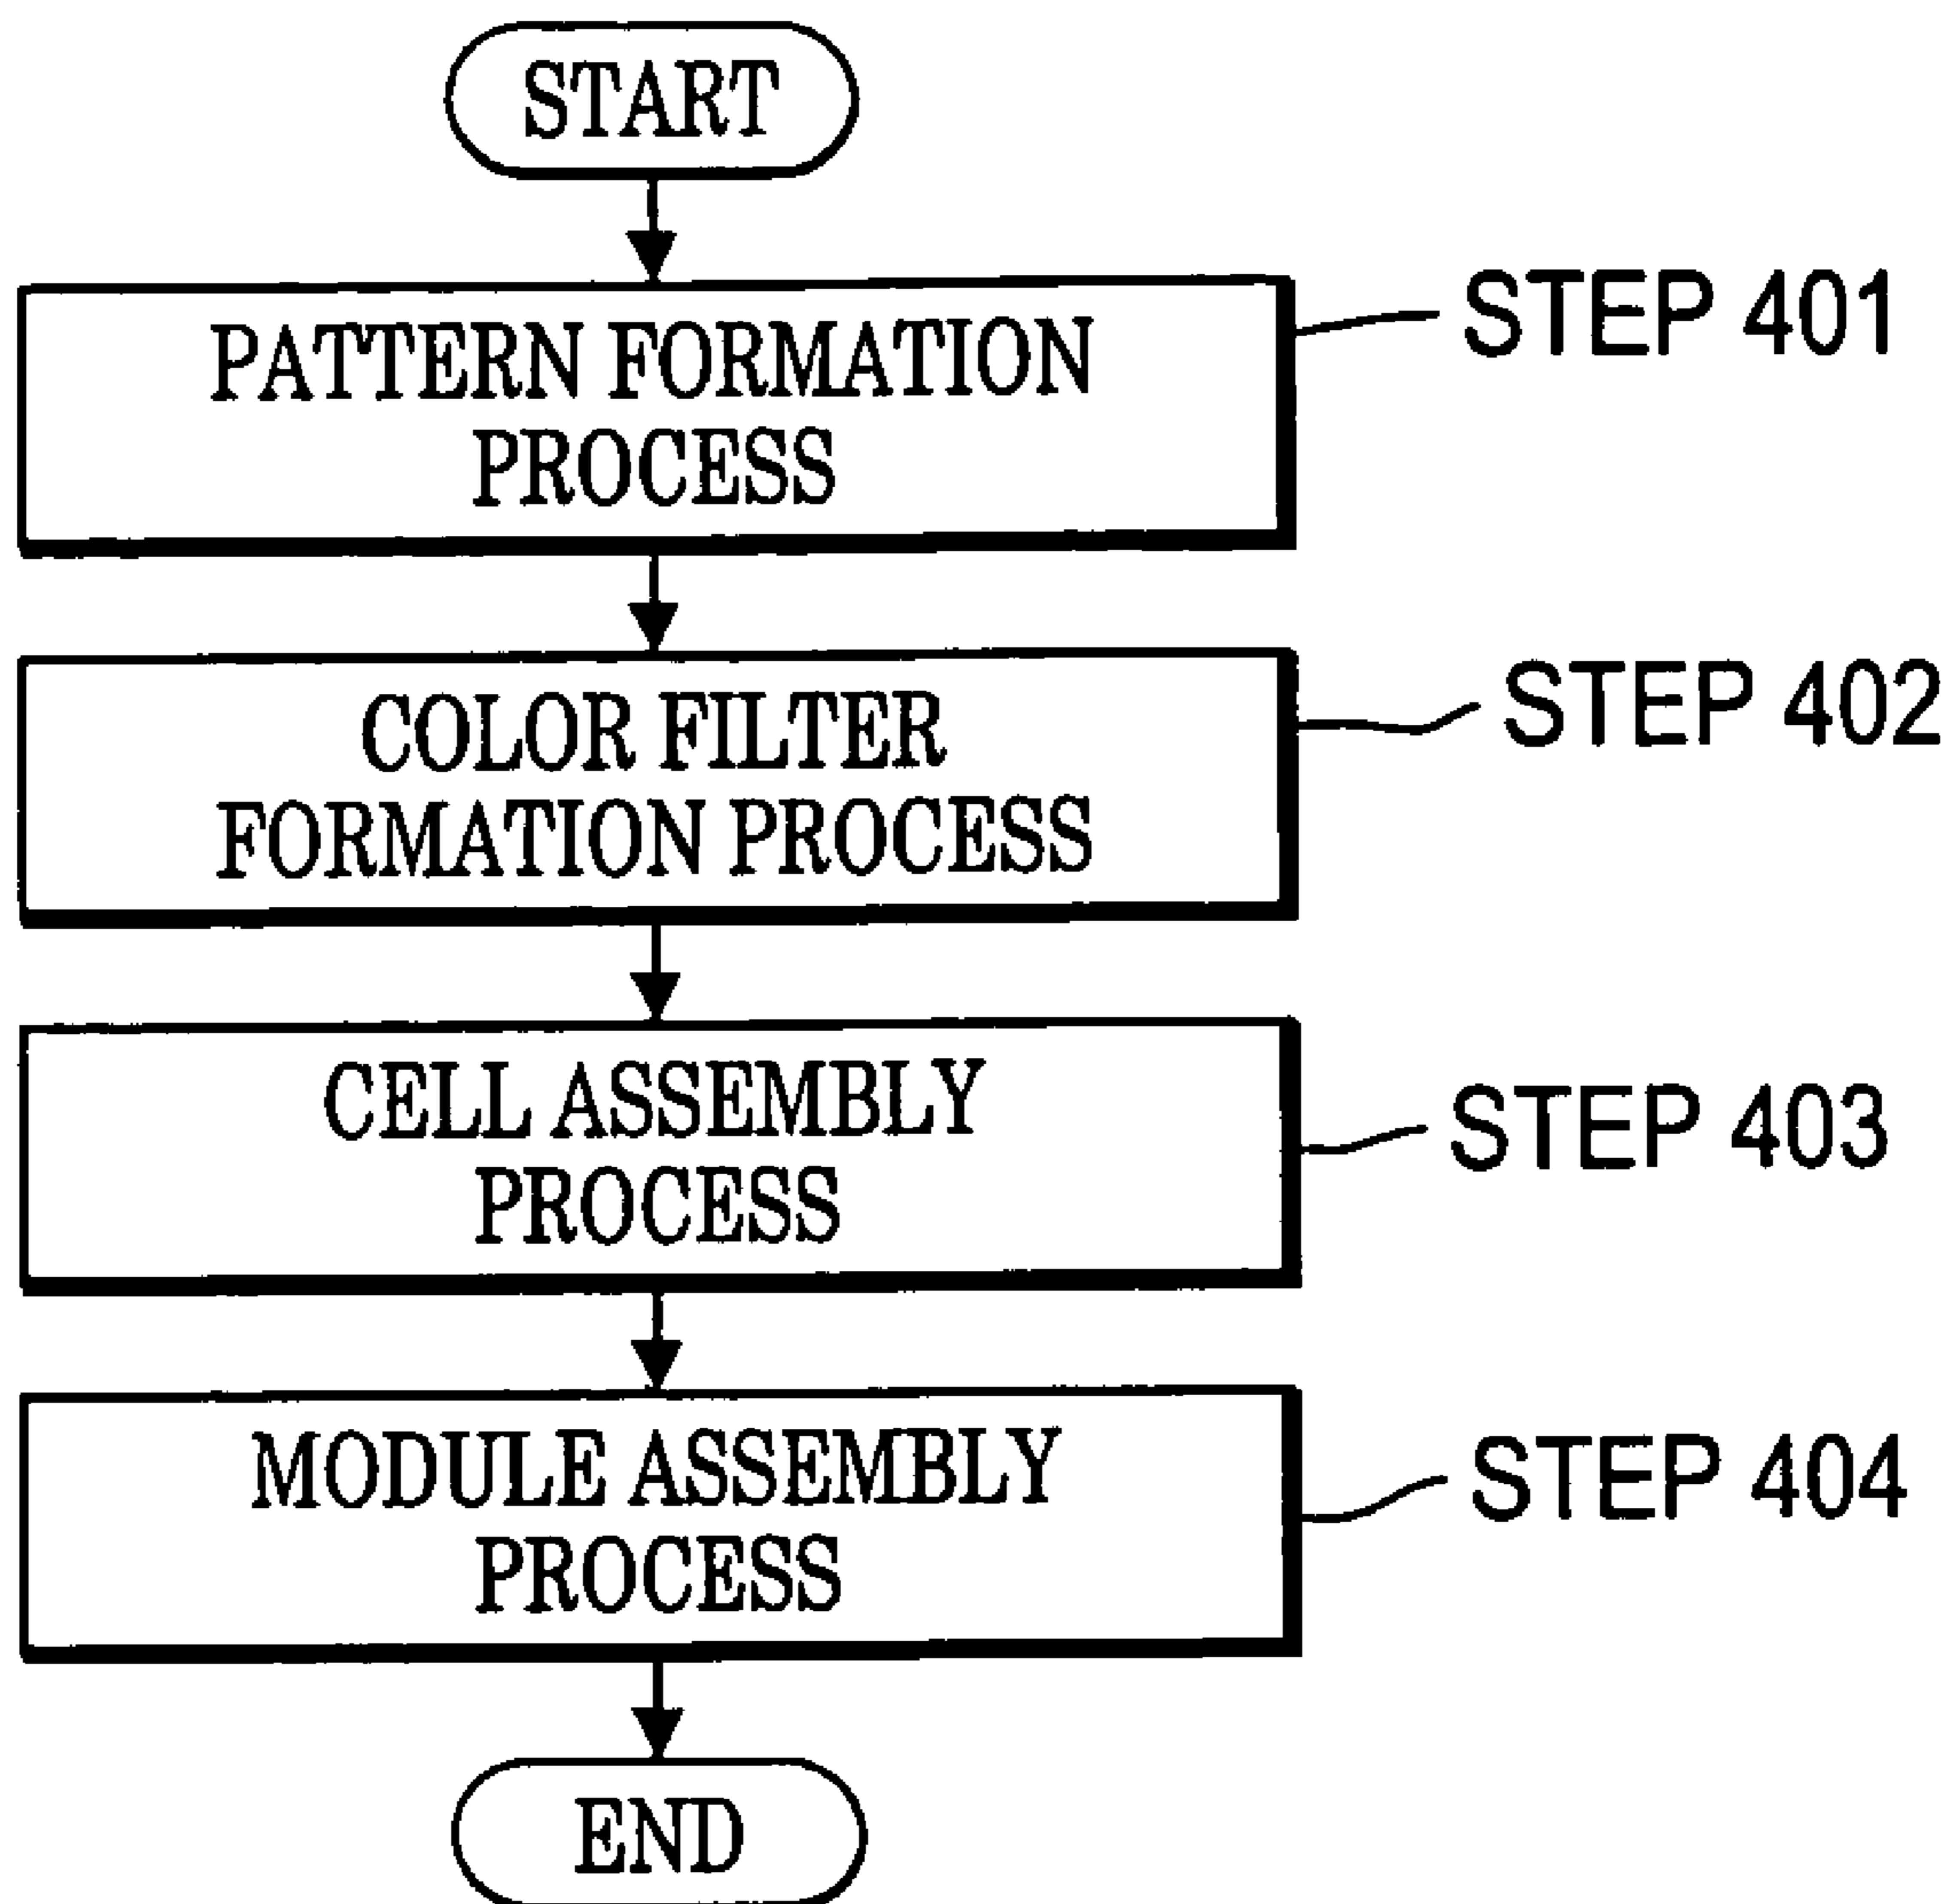 START
PATTERN FORMATION
PROCESS
STEP 401
COLOR FILTER
FORMATION PROCESS
STEP 402
CELL ASSEMBLY
PROCESS
STEP 403
MODULE ASSEMBLY
PROCESS
STEP 404
END